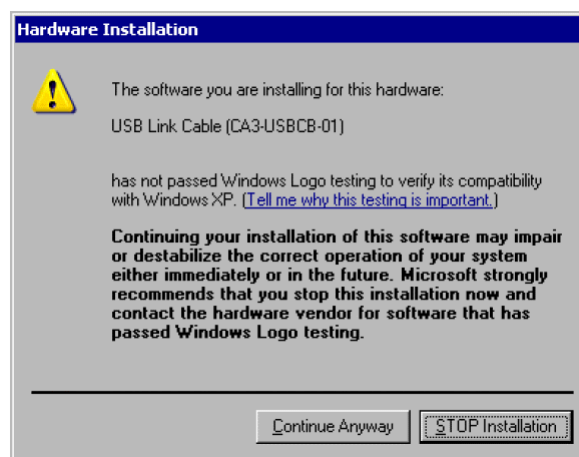 Hardware Installation
The software you are installing for this hardware:
USB Link Cable (CA3-USBCB-01)
has not passed Windows Logo testing to verify its compatibility
with Windows XP. (Tell me why this testing is important.)
Continuing your installation of this software may impair
or destabilize the correct operation of your system
either immediately or in the future. Microsoft strongly
recommends that you stop this installation now and
contact the hardware vendor for software that has
passed Windows Logo testing.
Continue Anyway
STOP Installation